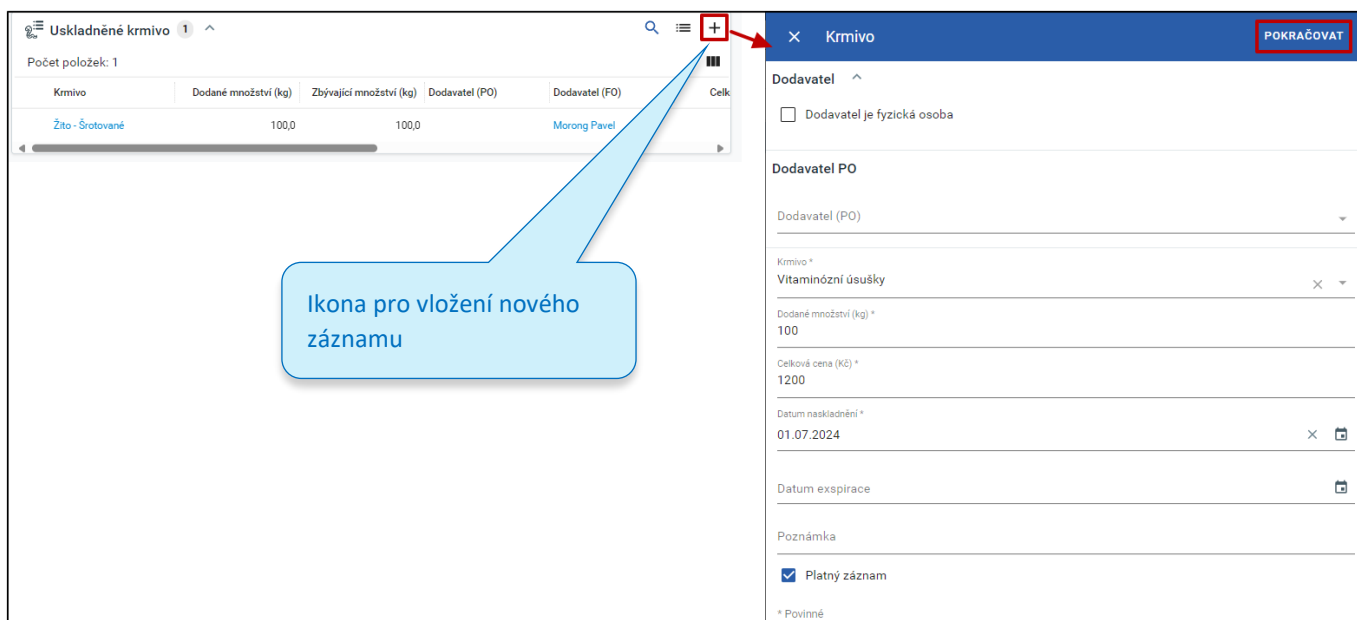 Uskladněné krmivo 1
Počet položek: 1
Krmivo Dodané množství (kg) Zbývající množství (kg) Dodavatel (PO) Dodavatel (FO) Celk
Žito - Šrotované 100,0 100,0 Morong Pavel
Ikona pro vložení nového
záznamu
Krmivo POKRAČOVAT
Dodavatel
Dodavatel je fyzická osoba
Dodavatel PO
Dodavatel (PO)
Krmivo *
Vitaminózní úsušky
Dodané množství (kg) *
100
Celková cena (Kč) *
1200
Datum naskladnění *
01.07.2024
Datum exspirace
Poznámka
Platný záznam
* Povinné